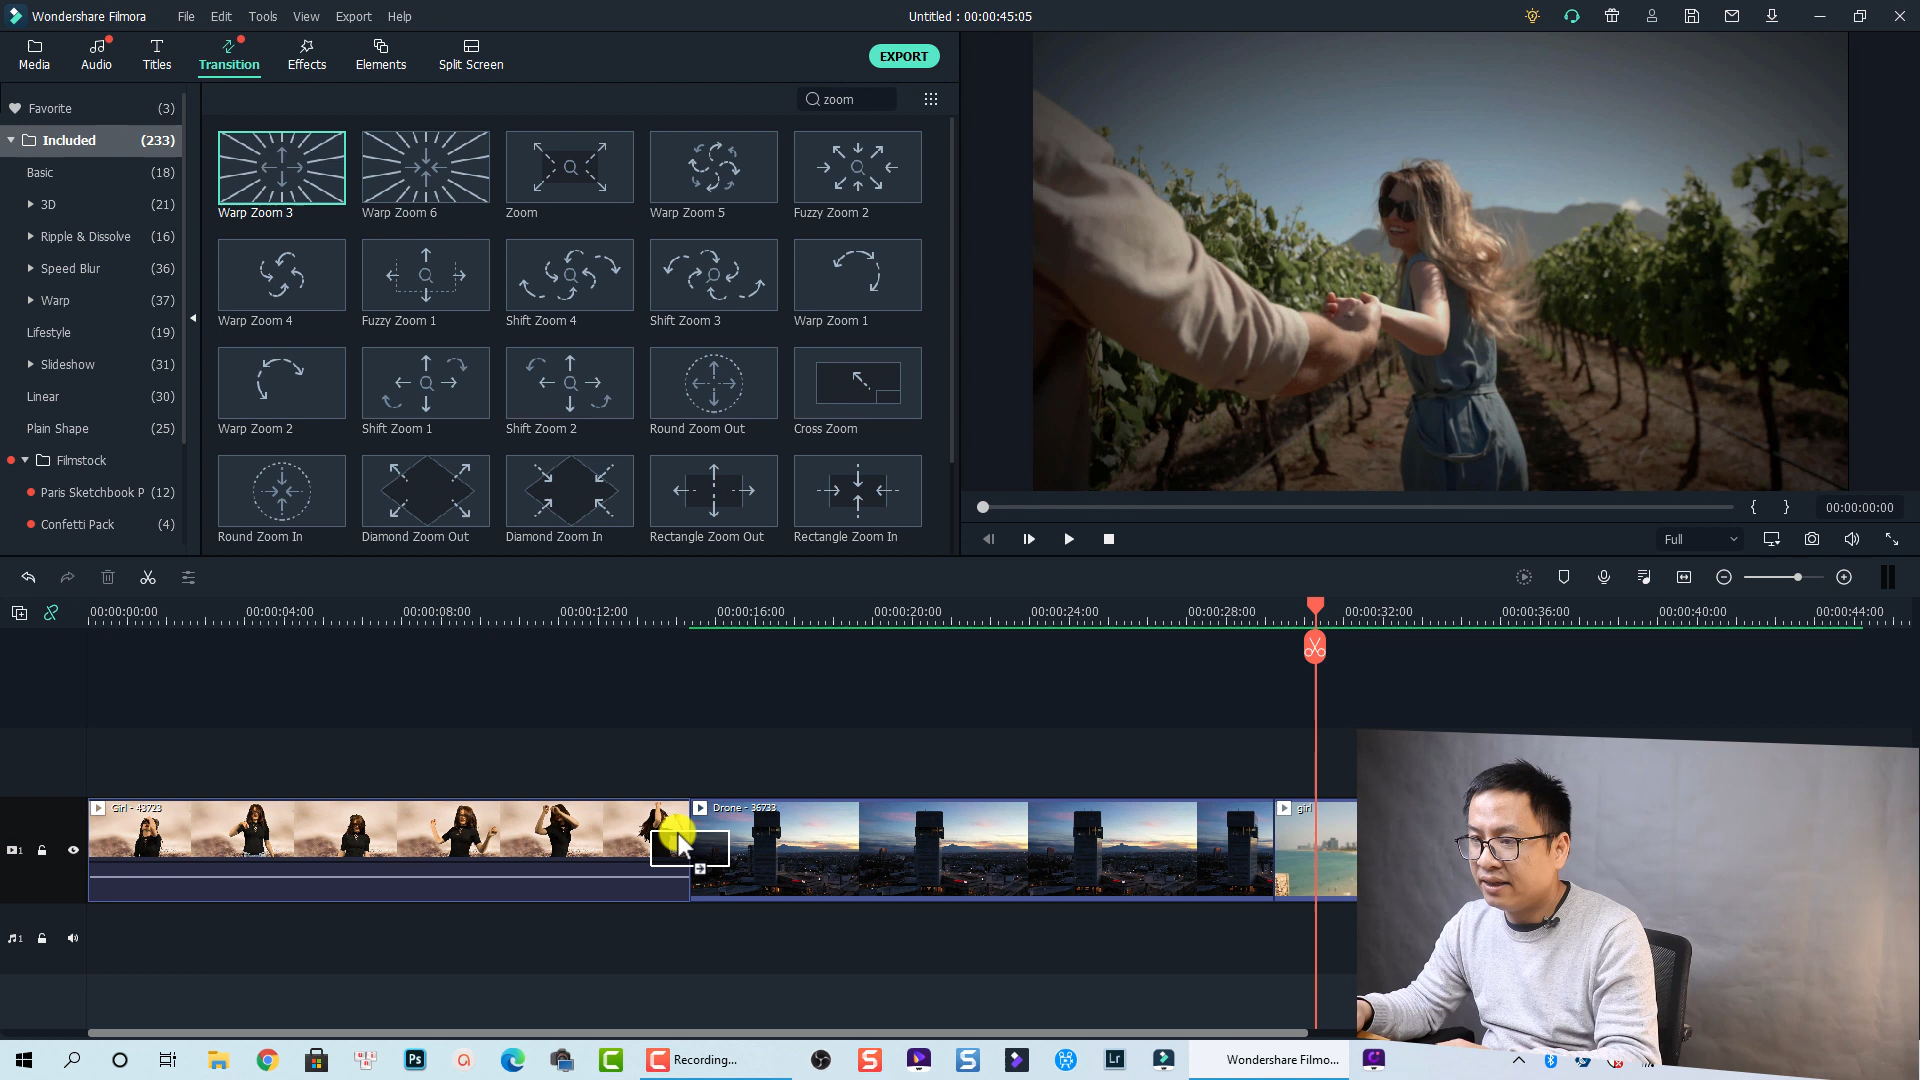 Wondershare Filmora File Edit Tools View Export Help Untitled : 00:00:45:05
Media Audio Titles Transition Effects Elements Split Screen EXPORT
Favorite (3)
zoom
Included (233)
Basic (18)
3D (21)
Ripple & Dissolve (16)
Speed Blur (36)
Warp (37)
Lifestyle (19)
Slideshow (31)
Linear (30)
Plain Shape (25)
Filmstock
Paris Sketchbook P (12)
Confetti Pack (4)
Warp Zoom 3 Warp Zoom 6 Zoom Warp Zoom 5 Fuzzy Zoom 2
Warp Zoom 4 Fuzzy Zoom 1 Shift Zoom 4 Shift Zoom 3 Warp Zoom 1
Warp Zoom 2 Shift Zoom 1 Shift Zoom 2 Round Zoom Out Cross Zoom
Round Zoom In Diamond Zoom Out Diamond Zoom In Rectangle Zoom Out Rectangle Zoom In
{ } 00:00:00:00
Full
00:00:00:00 00:00:04:00 00:00:08:00 00:00:12:00 00:00:16:00 00:00:20:00 00:00:24:00 00:00:28:00 00:00:32:00 00:00:36:00 00:00:40:00 00:00:44:00
Girl - 43723 Drone - 36733 girl
1
1
Ps Recording... S S Lr Wondershare Filmo...